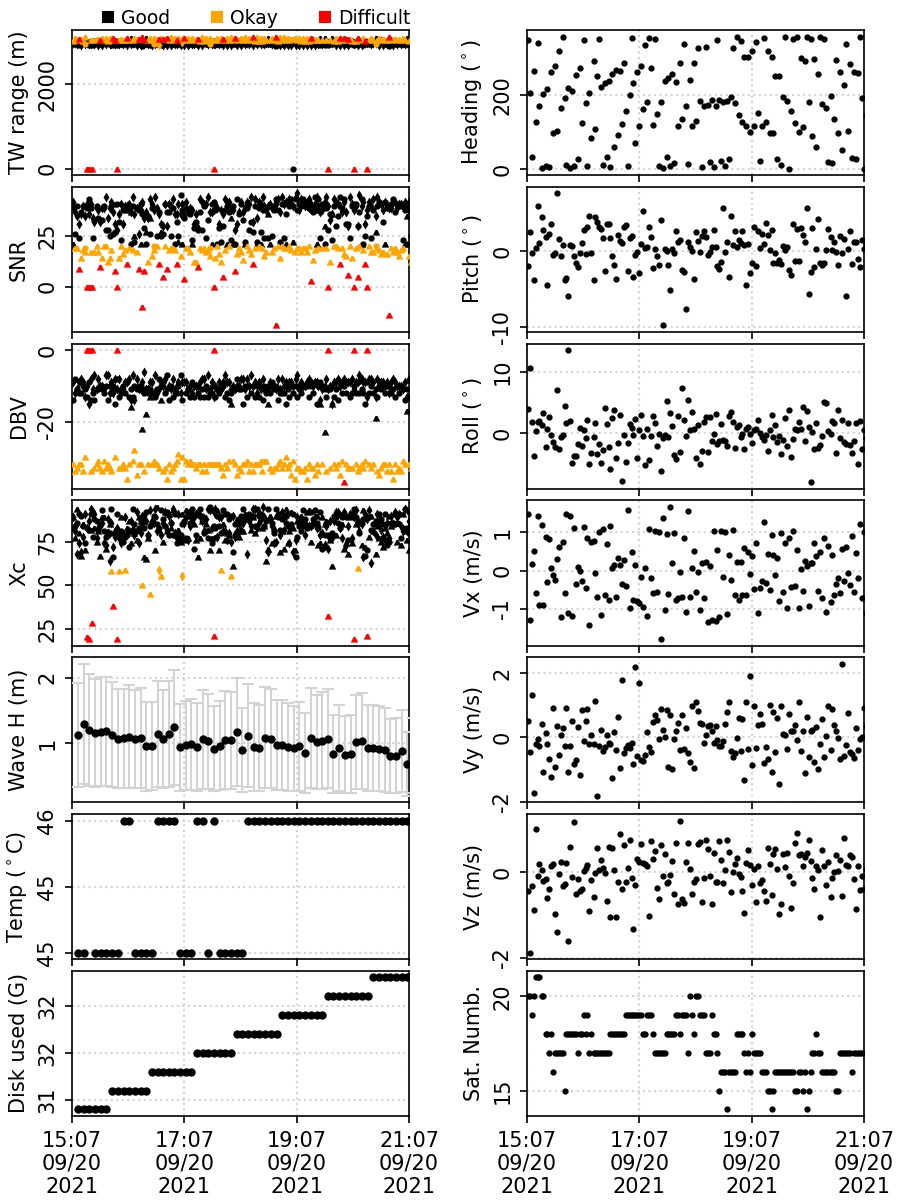 Good Okay Difficult
TW range (m)
2000
0
Heading (°)
200
0
SNR
25
0
Pitch (°)
0
-10
DBV
0
-20
Roll (°)
10
0
Xc
75
50
25
Vx (m/s)
1
0
-1
Wave H (m)
2
1
Vy (m/s)
2
0
-2
Temp (°C)
46
45
45
Vz (m/s)
0
-2
Disk used (G)
32
32
31
Sat. Numb.
20
15
15:07 17:07 19:07 21:07 15:07 17:07 19:07 21:07
09/20 09/20 09/20 09/20 09/20 09/20 09/20 09/20
2021 2021 2021 2021 2021 2021 2021 2021